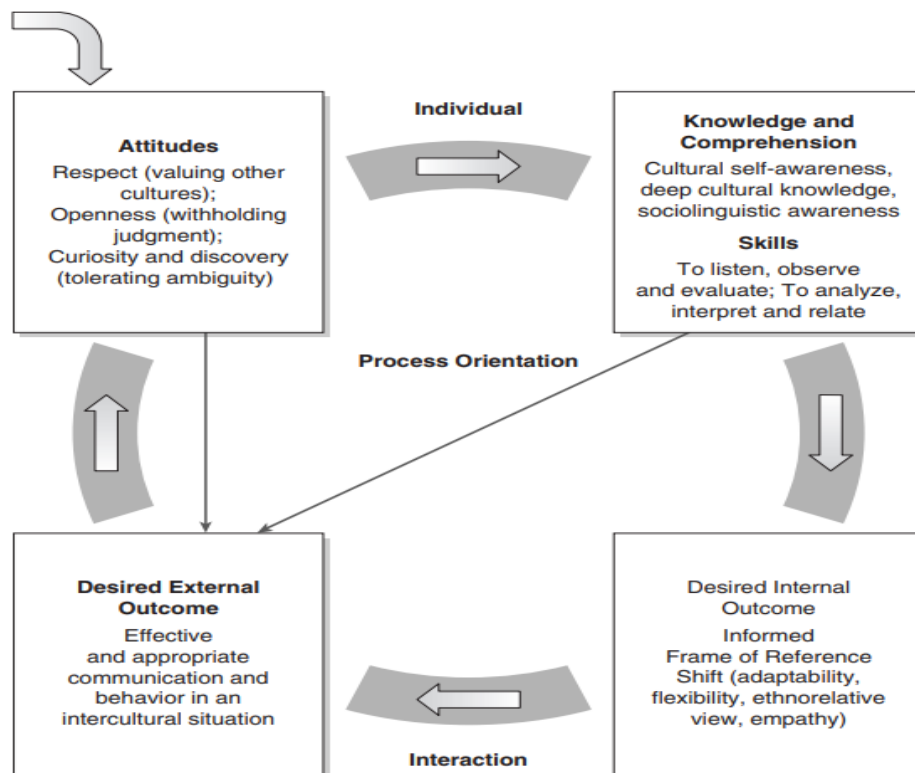 Individual
Attitudes
Respect (valuing other
cultures);
Openness (withholding
judgment);
Curiosity and discovery
(tolerating ambiguity)
Knowledge and
Comprehension
Cultural self-awareness,
deep cultural knowledge,
sociolinguistic awareness
Skills
To listen, observe
and evaluate; To analyze,
interpret and relate
Process Orientation
Desired External
Outcome
Effective
and appropriate
communication and
behavior in an
intercultural situation
Desired Internal
Outcome
Informed
Frame of Reference
Shift (adaptability,
flexibility, ethnorelative
view, empathy)
Interaction